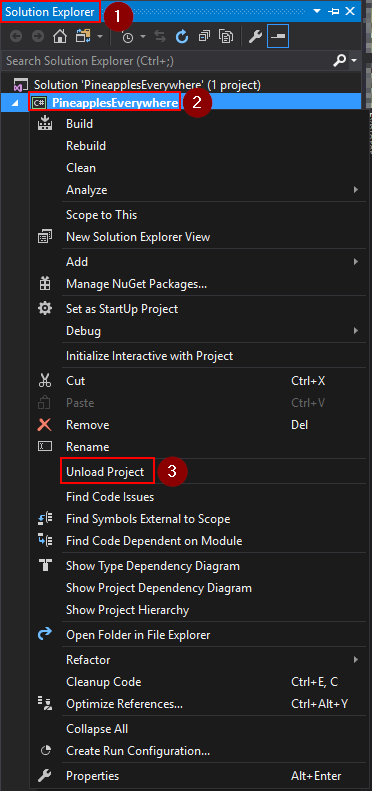 Solution Explorer
1
Search Solution Explorer (Ctrl+;)
Solution 'PineapplesEverywhere' (1 project)
C# PineapplesEverywhere 2
Build
Rebuild
Clean
Analyze
Scope to This
New Solution Explorer View
Add
Manage NuGet Packages...
Set as StartUp Project
Debug
Initialize Interactive with Project
Cut Ctrl+X
Paste Ctrl+V
Remove Del
Rename
Unload Project 3
Find Code Issues
Find Symbols External to Scope
Find Code Dependent on Module
Show Type Dependency Diagram
Show Project Dependency Diagram
Show Project Hierarchy
Open Folder in File Explorer
Refactor
Cleanup Code Ctrl+E, C
Optimize References... Ctrl+Alt+Y
Collapse All
Create Run Configuration...
Properties Alt+Enter